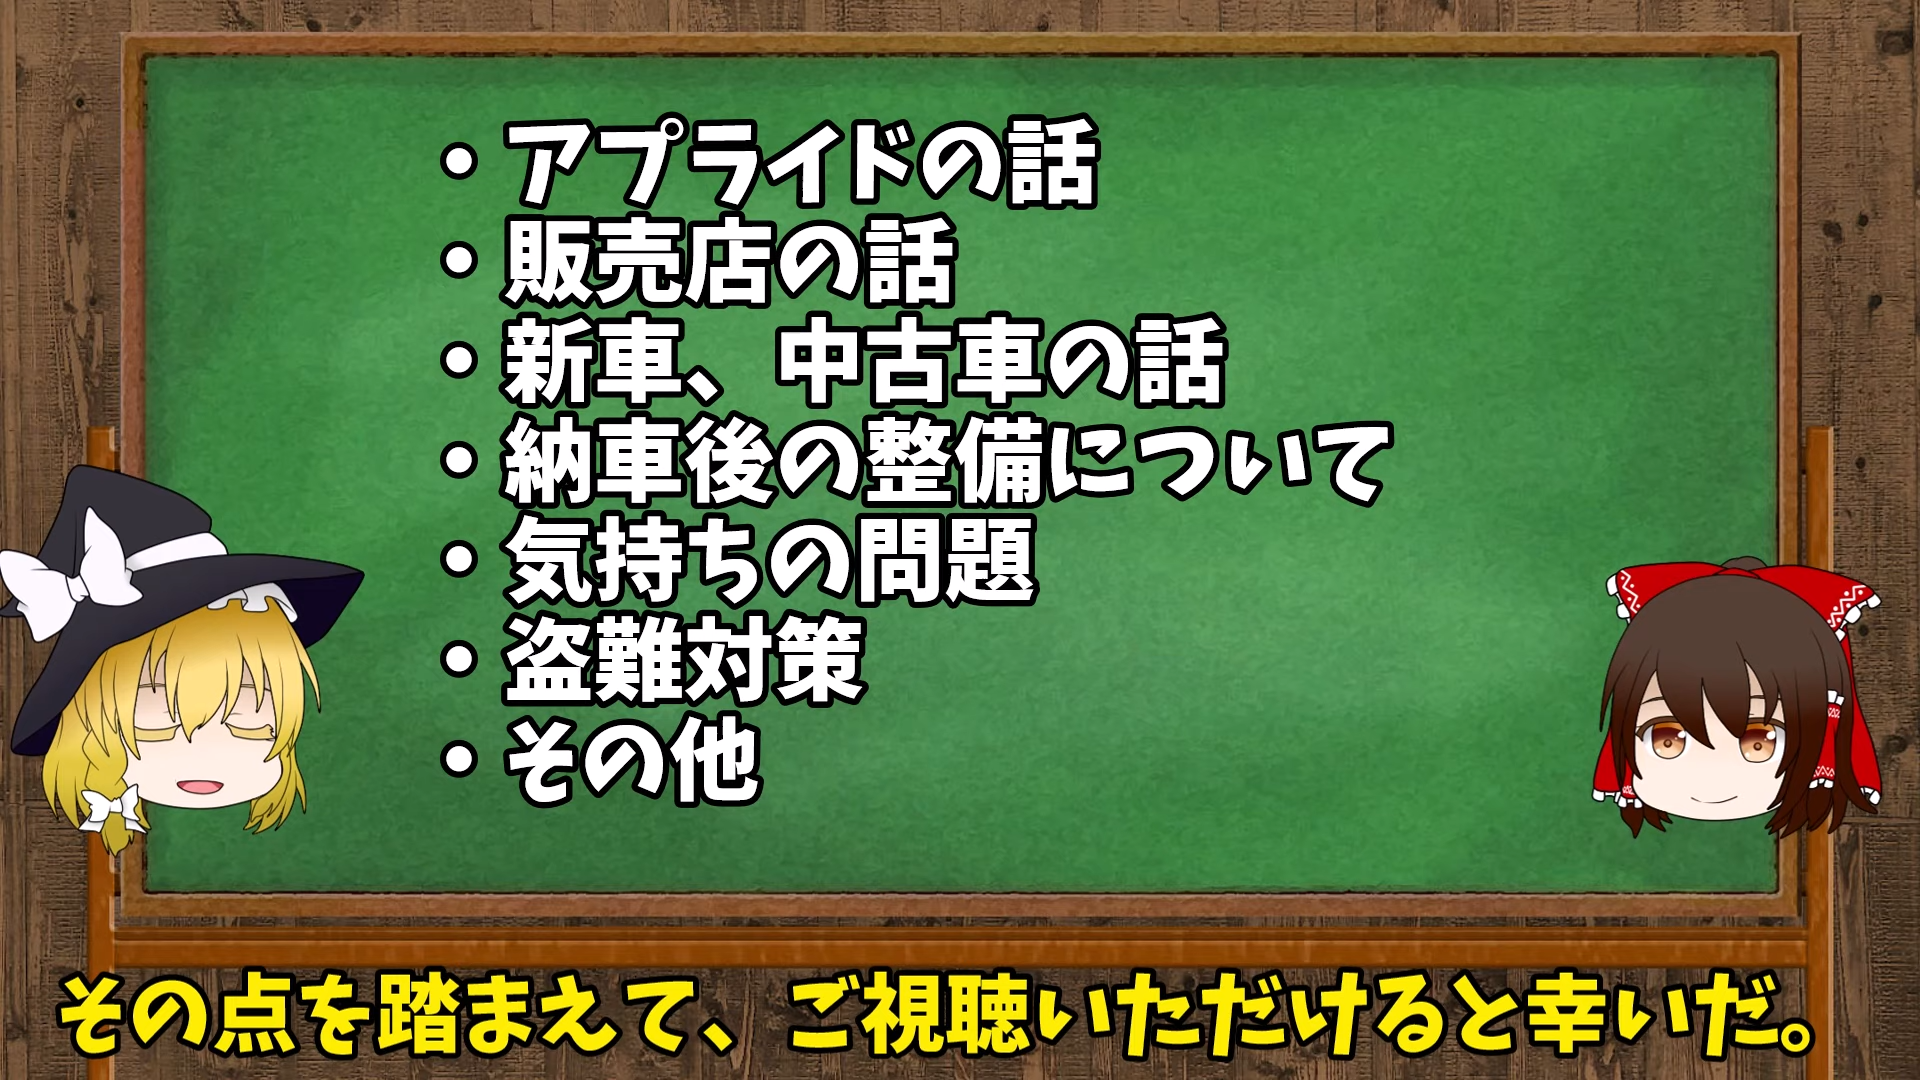 ・アプライドの話
・販売店の話
・新車、中古車の話
・納車後の整備について
・気持ちの問題
・盗難対策
・その他
その点を踏まえて、ご視聴いただけると幸いだ。